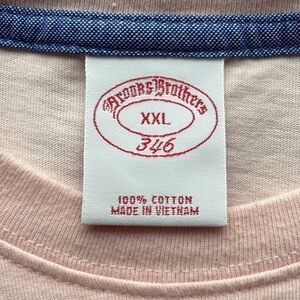 Brooks Brothers
XXL
346
100% COTTON
MADE IN VIETNAM